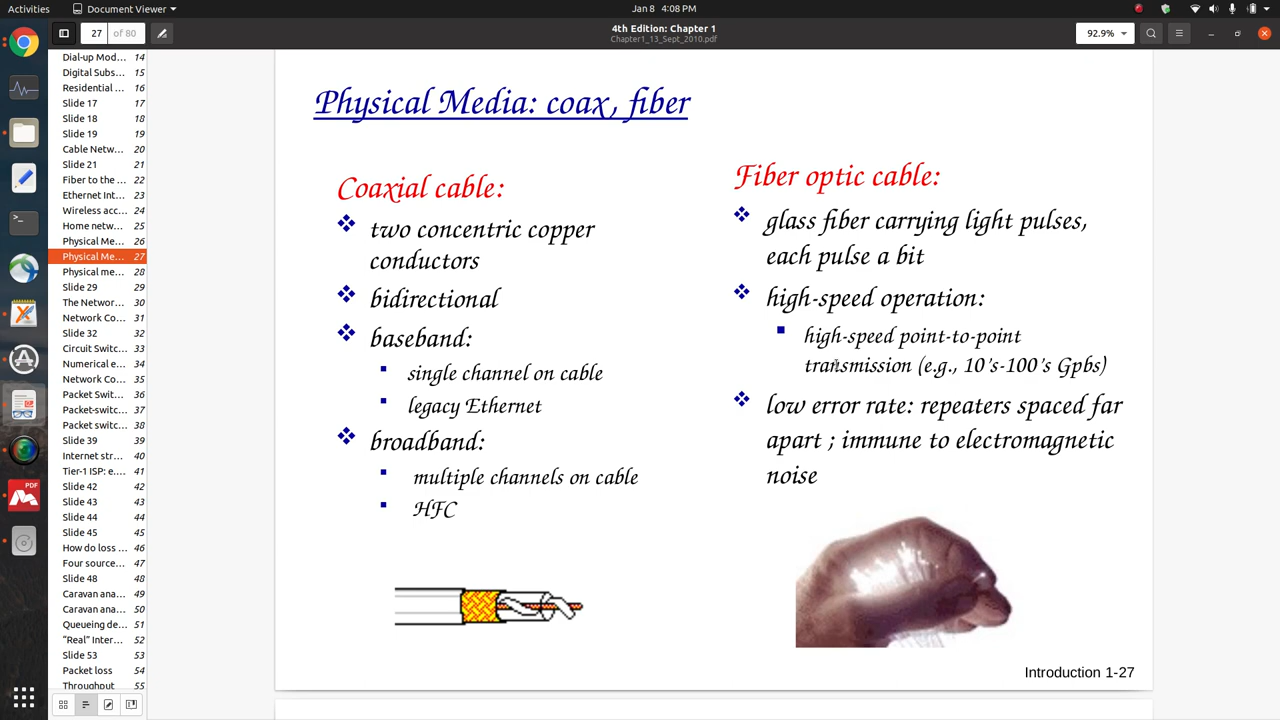 Activities
Document Viewer
Jan 8 4:08 PM
27 of 80
4th Edition: Chapter 1
Chapter1_13_Sept_2010.pdf
92.9%
Dial-up Mod... 14
Digital Subs... 15
Residential ... 16
Slide 17 17
Slide 18 18
Slide 19 19
Cable Netw... 20
Slide 21 21
Fiber to the ... 22
Ethernet Int... 23
Wireless acc... 24
Home netw... 25
Physical Me... 26
Physical Me... 27
Physical me... 28
Slide 29 29
The Networ... 30
Network Co... 31
Slide 32 32
Circuit Switc... 33
Numerical e... 34
Network Co... 35
Packet Swit... 36
Packet-switc... 37
Packet switc... 38
Slide 39 39
Internet str... 40
Tier-1 ISP: e.... 41
Slide 42 42
Slide 43 43
Slide 44 44
Slide 45 45
How do loss ... 46
Four source... 47
Slide 48 48
Caravan ana... 49
Caravan ana... 50
Queueing de... 51
“Real” Inter... 52
Slide 53 53
Packet loss 54
Throughput 55
Physical Media: coax, fiber
Coaxial cable:
two concentric copper
conductors
bidirectional
baseband:
single channel on cable
legacy Ethernet
broadband:
multiple channels on cable
HFC
Fiber optic cable:
glass fiber carrying light pulses,
each pulse a bit
high-speed operation:
high-speed point-to-point
transmission (e.g., 10’s-100’s Gpbs)
low error rate: repeaters spaced far
apart ; immune to electromagnetic
noise
Introduction 1-27
PDF